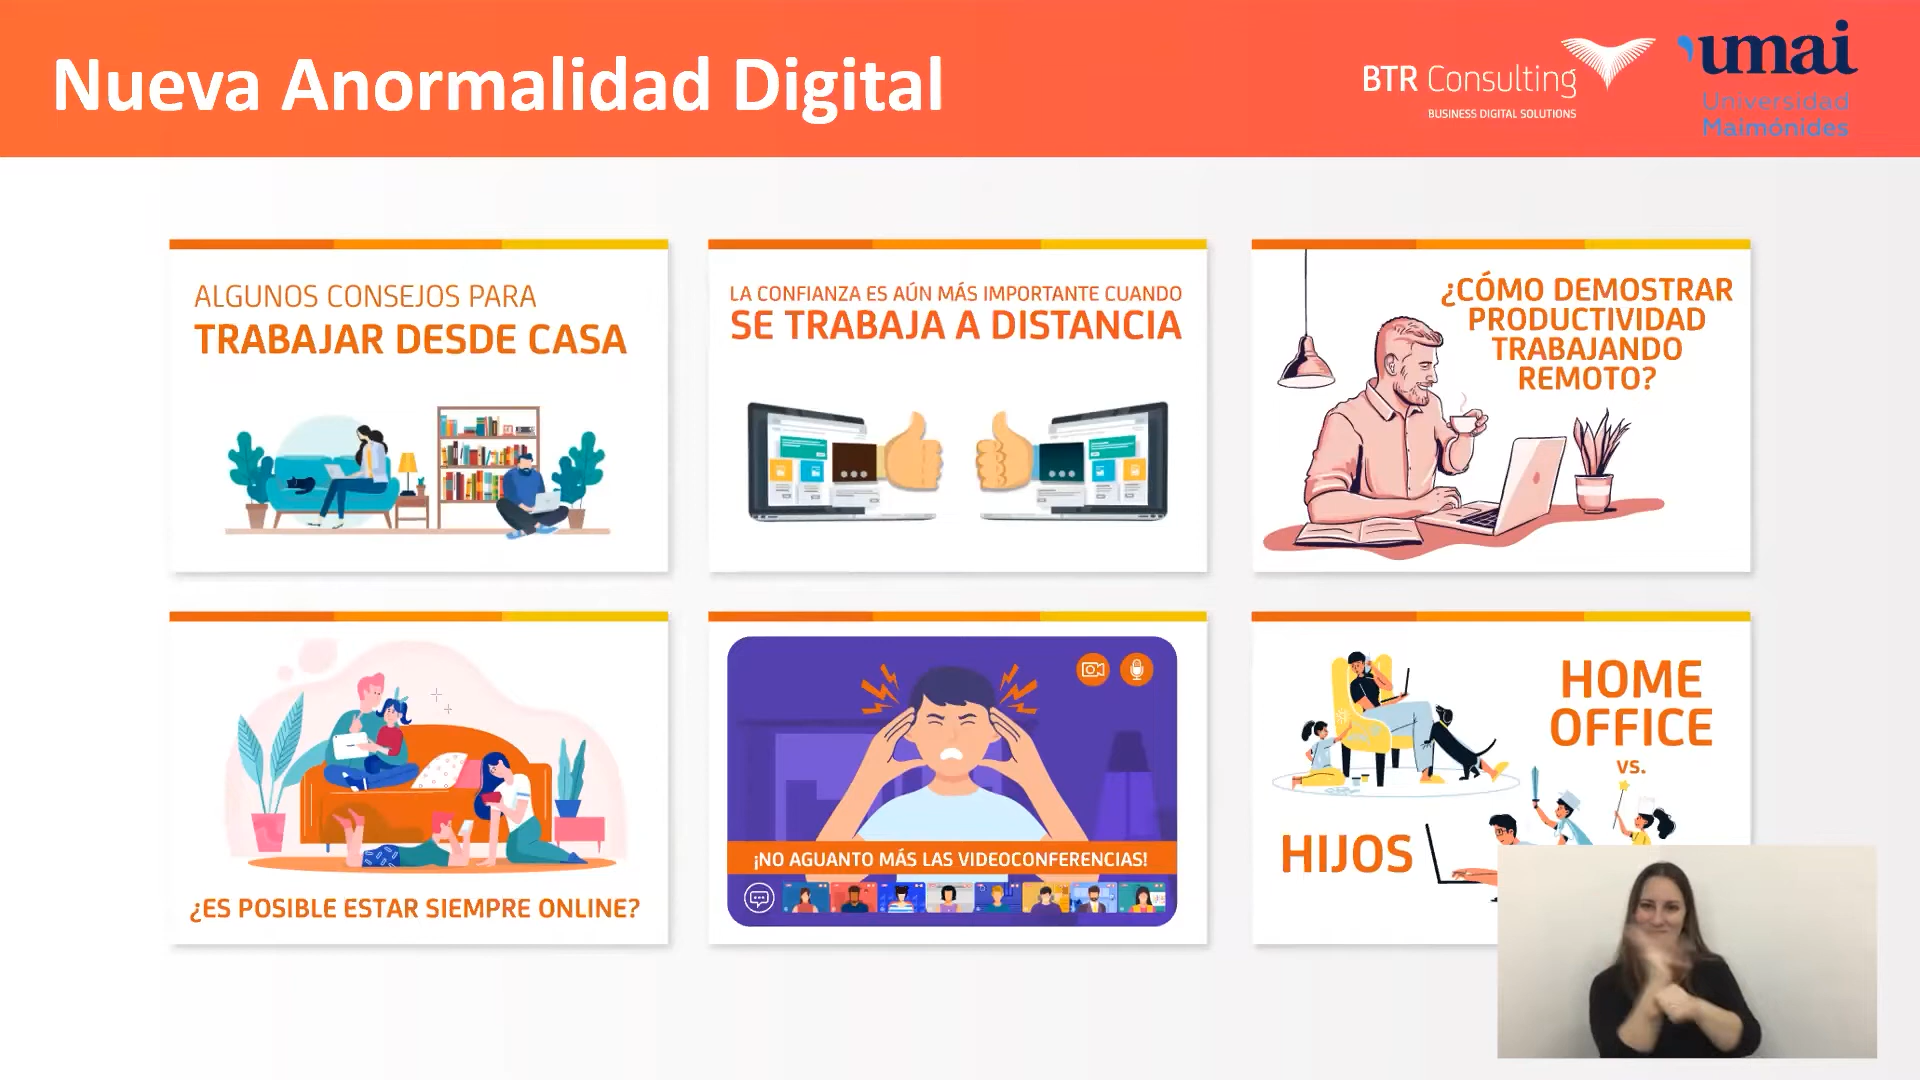 Nueva Anormalidad Digital
BTR Consulting
BUSINESS DIGITAL SOLUTIONS
umai
Universidad
Maimónides
ALGUNOS CONSEJOS PARA
TRABAJAR DESDE CASA
LA CONFIANZA ES AÚN MÁS IMPORTANTE CUANDO
SE TRABAJA A DISTANCIA
¿CÓMO DEMOSTRAR
PRODUCTIVIDAD
TRABAJANDO
REMOTO?
¿ES POSIBLE ESTAR SIEMPRE ONLINE?
¡NO AGUANTO MÁS LAS VIDEOCONFERENCIAS!
HOME
OFFICE
VS.
HIJOS